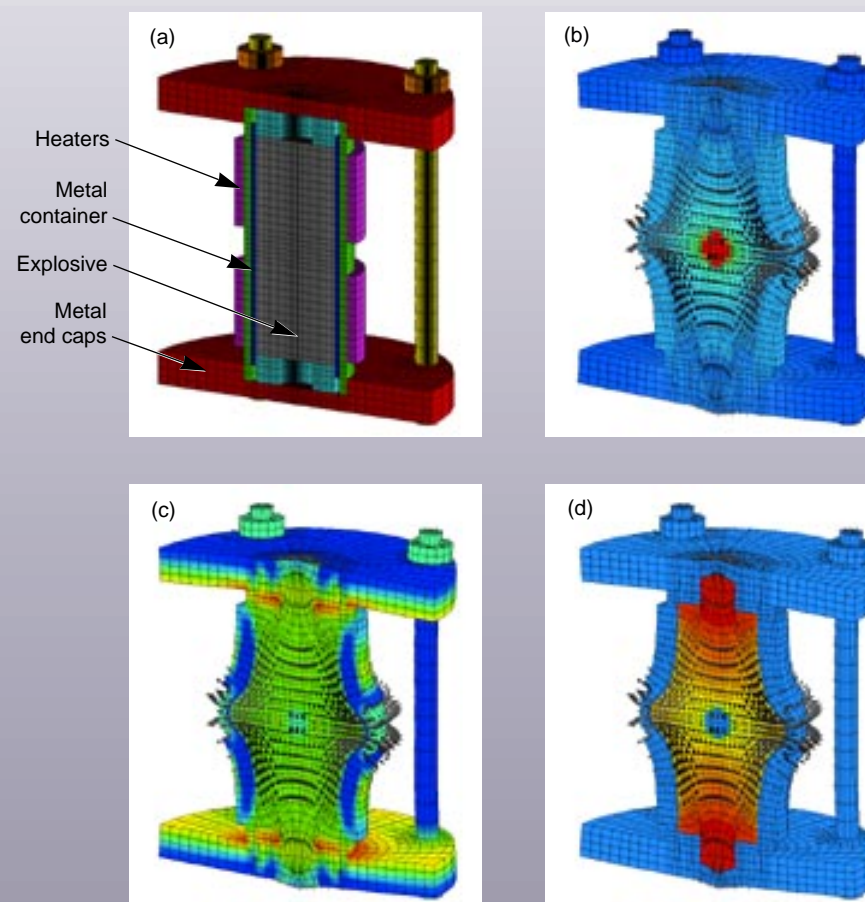 (a)
Heaters
Metal
container
Explosive
Metal
end caps
(b)
(c)
(d)